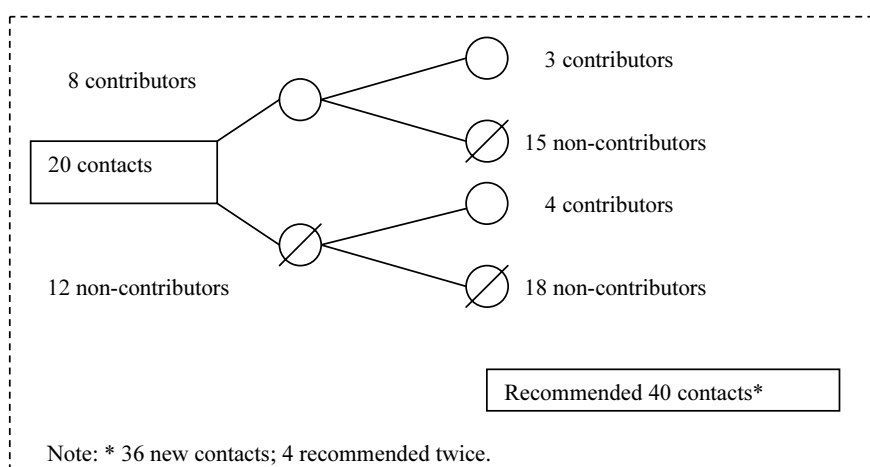 3 contributors
8 contributors
15 non-contributors
20 contacts
4 contributors
12 non-contributors
18 non-contributors
Recommended 40 contacts*
Note: * 36 new contacts; 4 recommended twice.